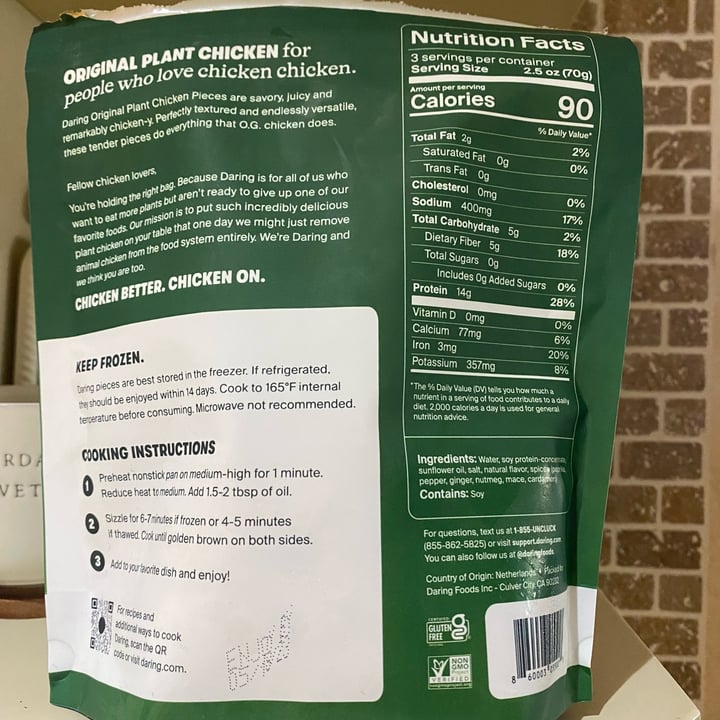 ORIGINAL PLANT CHICKEN for
people who love chicken chicken.
Daring Original Plant Chicken Pieces are savory, juicy and
remarkably chicken-y. Perfectly textured and endlessly versatile,
these tender pieces do everything that O.G. chicken does.
Fellow chicken lovers,
You're holding the right bag. Because Daring is for all of us who
want to eat more plants but aren't ready to give up one of our
favorite foods. Our mission is to put such incredibly delicious
plant chicken on your table that one day we might just remove
animal chicken from the food system entirely. We're Daring and
we think you are too.
CHICKEN BETTER. CHICKEN ON.
KEEP FROZEN.
Daring pieces are best stored in the freezer. If refrigerated,
they should be enjoyed within 14 days. Cook to 165°F internal
temperature before consuming. Microwave not recommended.
COOKING INSTRUCTIONS
1 Preheat nonstick pan on medium-high for 1 minute.
Reduce heat to medium. Add 1.5-2 tbsp of oil.
2 Sizzle for 6-7 minutes if frozen or 4-5 minutes
if thawed. Cook until golden brown on both sides.
3 Add to your favorite dish and enjoy!
For recipes and
additional ways to cook
Daring, scan the QR
code or visit daring.com.
Nutrition Facts
3 servings per container
Serving Size 2.5 oz (70g)
Amount per serving
Calories 90
% Daily Value*
Total Fat 2g 2%
Saturated Fat 0g 0%
Trans Fat 0g
Cholesterol 0mg 0%
Sodium 400mg 17%
Total Carbohydrate 5g 2%
Dietary Fiber 5g 18%
Total Sugars 0g
Includes 0g Added Sugars 0%
Protein 14g 28%
Vitamin D 0mg 0%
Calcium 77mg 6%
Iron 3mg 20%
Potassium 357mg 8%
*The % Daily Value (DV) tells you how much a
nutrient in a serving of food contributes to a daily
diet. 2,000 calories a day is used for general
nutrition advice.
Ingredients: Water, soy protein-concentrate,
sunflower oil, salt, natural flavor, spices (paprika,
pepper, ginger, nutmeg, mace, cardamom)
Contains: Soy
For questions, text us at 1-855-UNCLUCK
(855-862-5825) or visit support.daring.com
You can also follow us at @daringfoods
Country of Origin: Netherlands • Packed for
Daring Foods Inc - Culver City, CA 90232
CERTIFIED
GLUTEN
FREE
NON
GMO
Project
VERIFIED
nongmoproject.org
8 60003
RDA
VET